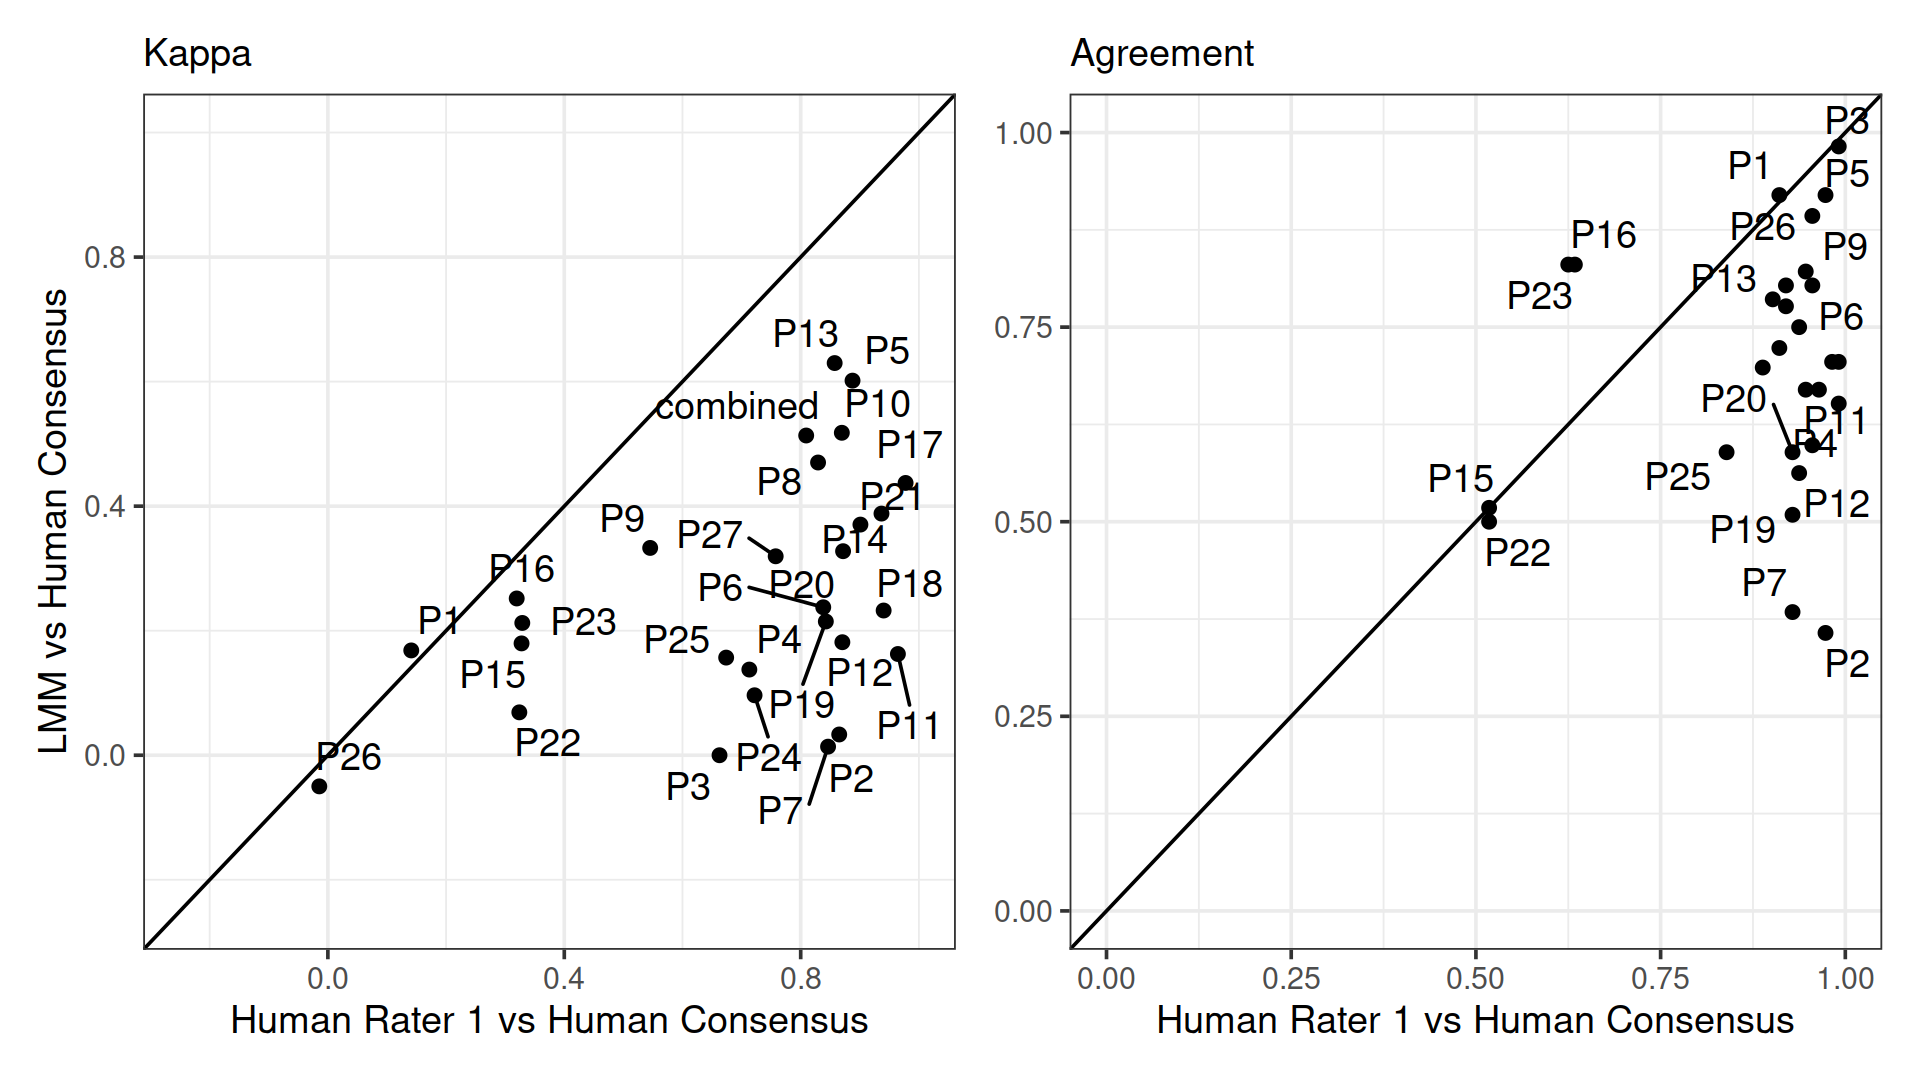 Kappa
Agreement
LMM vs Human Consensus
0.8
0.4
0.0
P13
P5
combined
P10
P17
P8
P21
P9
P27
P14
P16
P6
P20
P18
P1
P23
P25
P4
P15
P12
P19
P11
P22
P26
P24
P3
P2
P7
0.0
0.4
0.8
Human Rater 1 vs Human Consensus
1.00
0.75
0.50
0.25
0.00
P3
P1
P5
P26
P16
P9
P13
P23
P6
P20
P11
P4
P15
P25
P12
P19
P22
P7
P2
0.00
0.25
0.50
0.75
1.00
Human Rater 1 vs Human Consensus